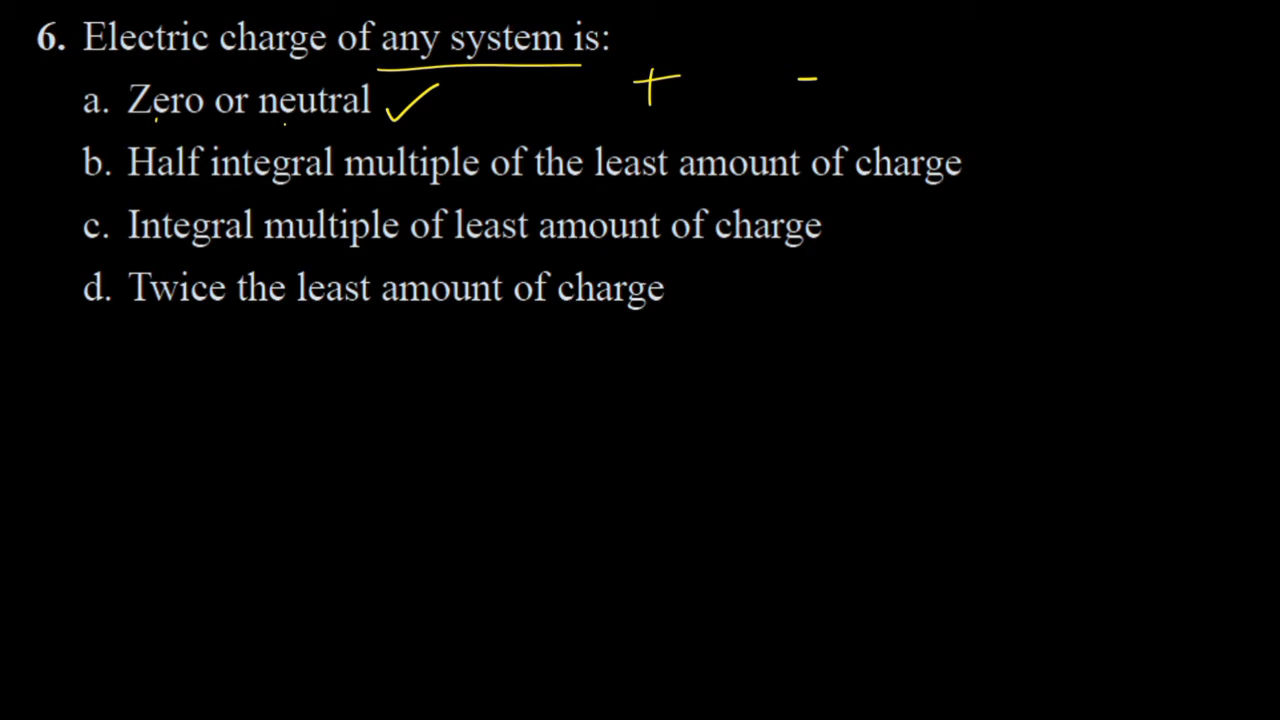 6. Electric charge of any system is:
+ -
a. Zero or neutral ✓
b. Half integral multiple of the least amount of charge
c. Integral multiple of least amount of charge
d. Twice the least amount of charge